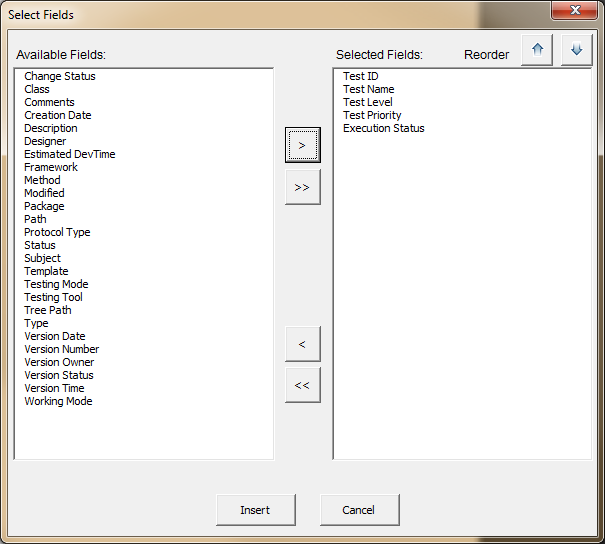 Select Fields
Available Fields:
Selected Fields:
Reorder
Change Status
Class
Comments
Creation Date
Description
Designer
Estimated DevTime
Framework
Method
Modified
Package
Path
Protocol Type
Status
Subject
Template
Testing Mode
Testing Tool
Tree Path
Type
Version Date
Version Number
Version Owner
Version Status
Version Time
Working Mode
>
>>
<
<<
Test ID
Test Name
Test Level
Test Priority
Execution Status
Insert
Cancel